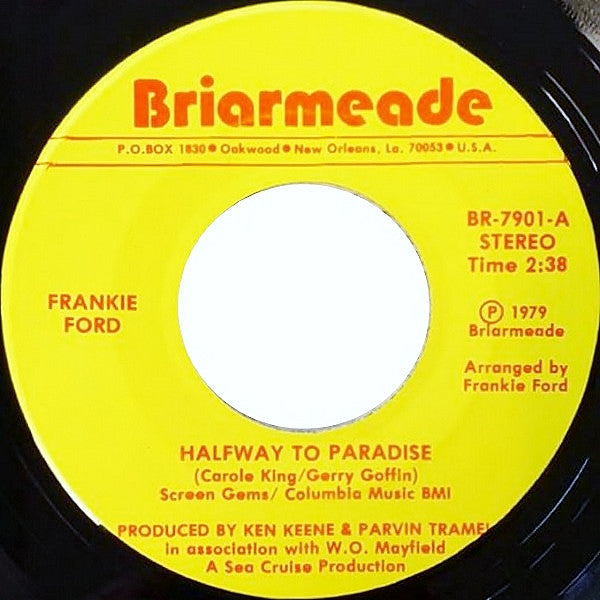 Briarmeade
P.O.BOX 1830 ● Oakwood ● New Orleans, La. 70053 ● U.S.A.
BR-7901-A
STEREO
Time 2:38
FRANKIE
FORD
Ⓟ 1979
Briarmeade
Arranged by
Frankie Ford
HALFWAY TO PARADISE
(Carole King/Gerry Goffin)
Screen Gems/ Columbia Music BMI
PRODUCED BY KEN KEENE & PARVIN TRAMEL
in association with W.O. Mayfield
A Sea Cruise Production